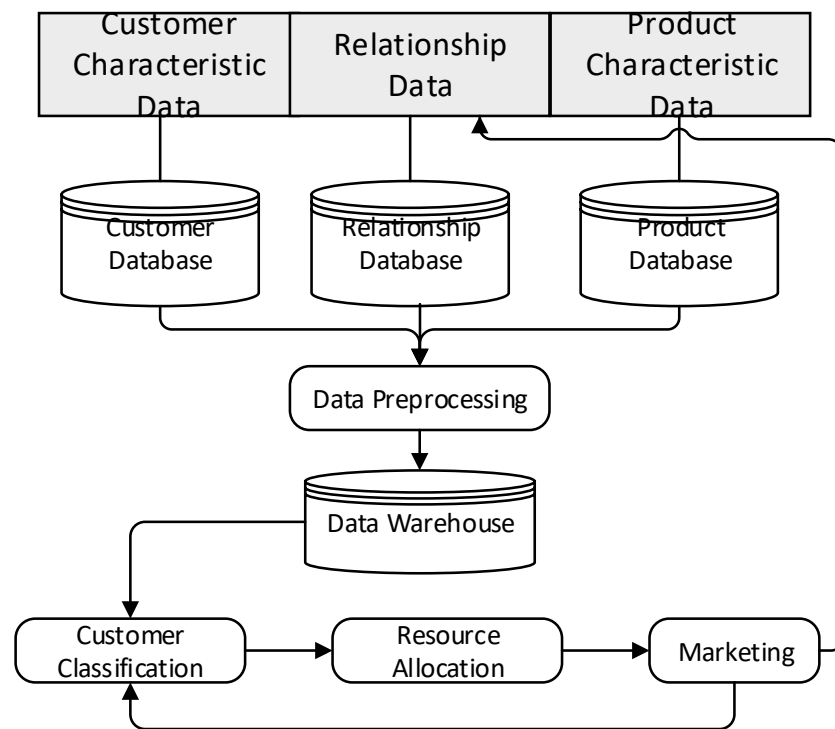 Customer
Characteristic
Data
Relationship
Data
Product
Characteristic
Data
Customer
Database
Relationship
Database
Product
Database
Data Preprocessing
Data Warehouse
Customer
Classification
Resource
Allocation
Marketing